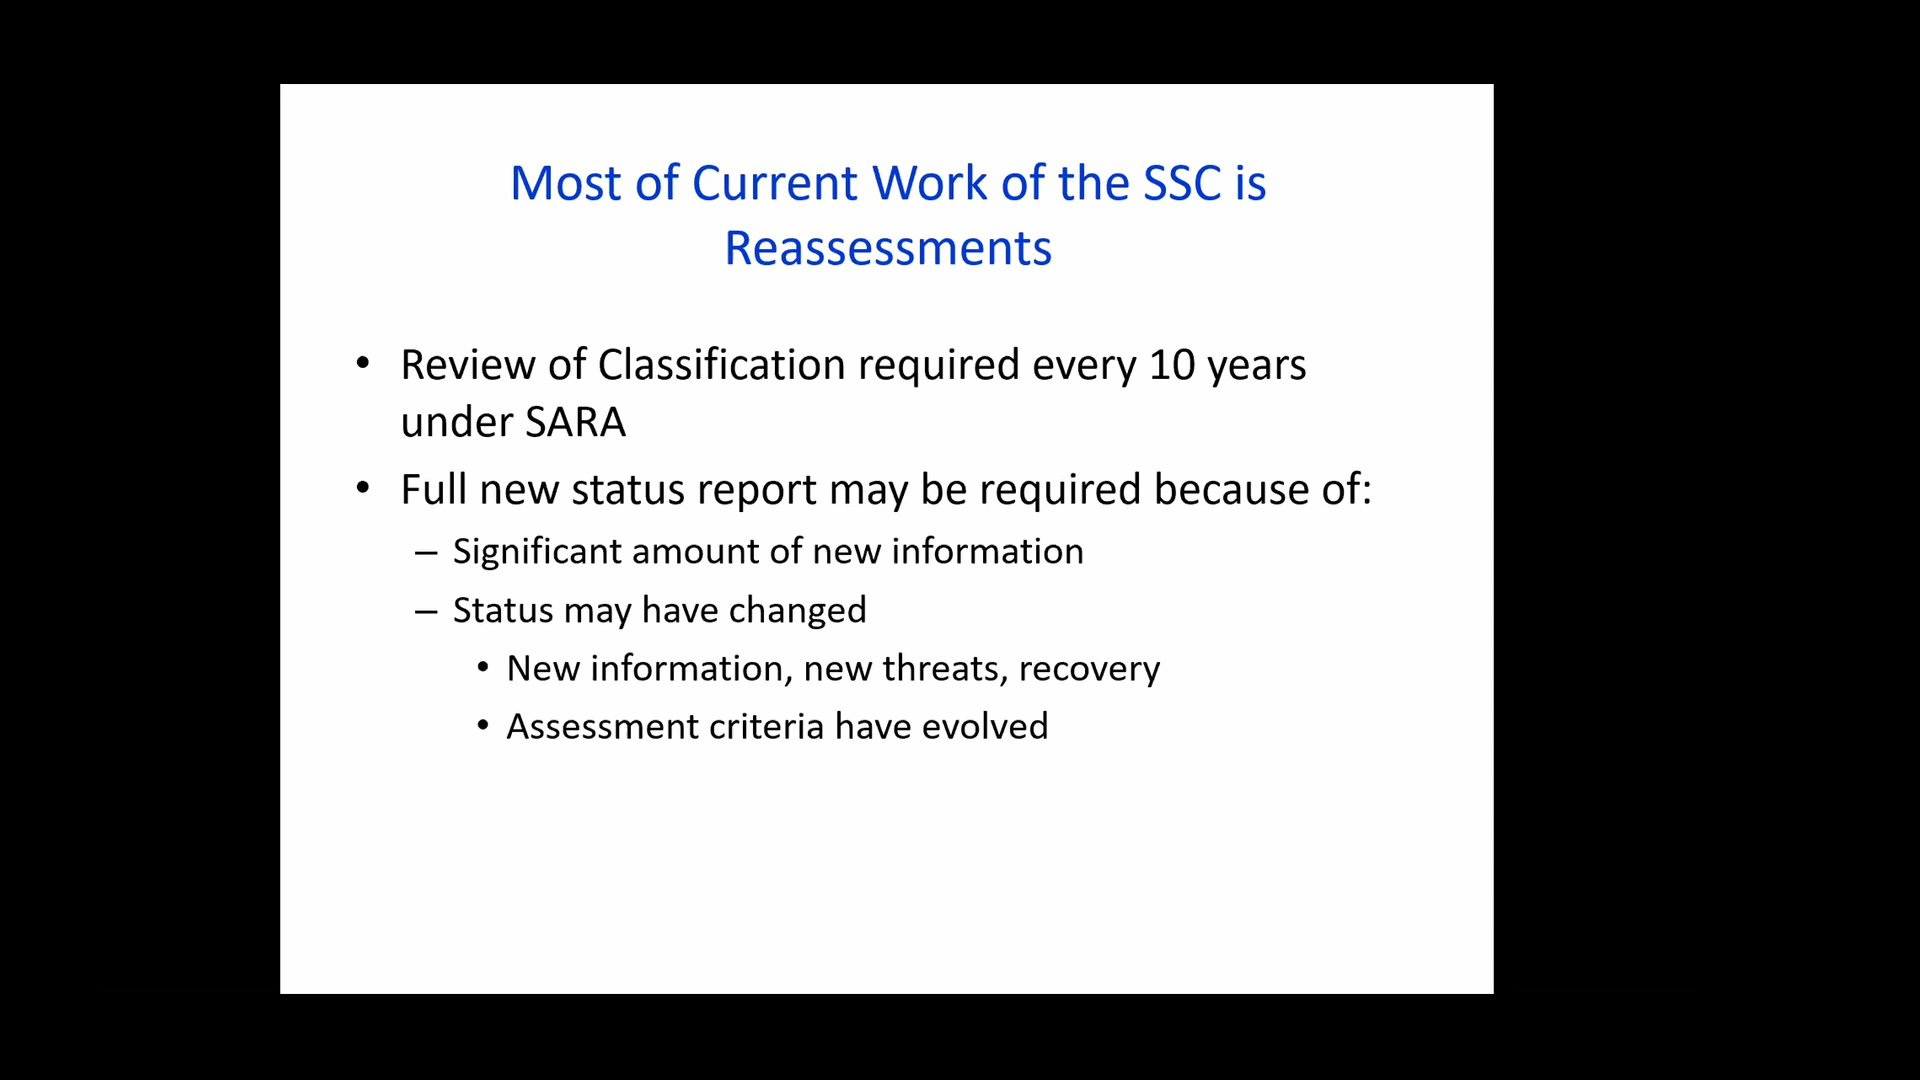 Most of Current Work of the SSC is
Reassessments
• Review of Classification required every 10 years
under SARA
• Full new status report may be required because of:
– Significant amount of new information
– Status may have changed
• New information, new threats, recovery
• Assessment criteria have evolved